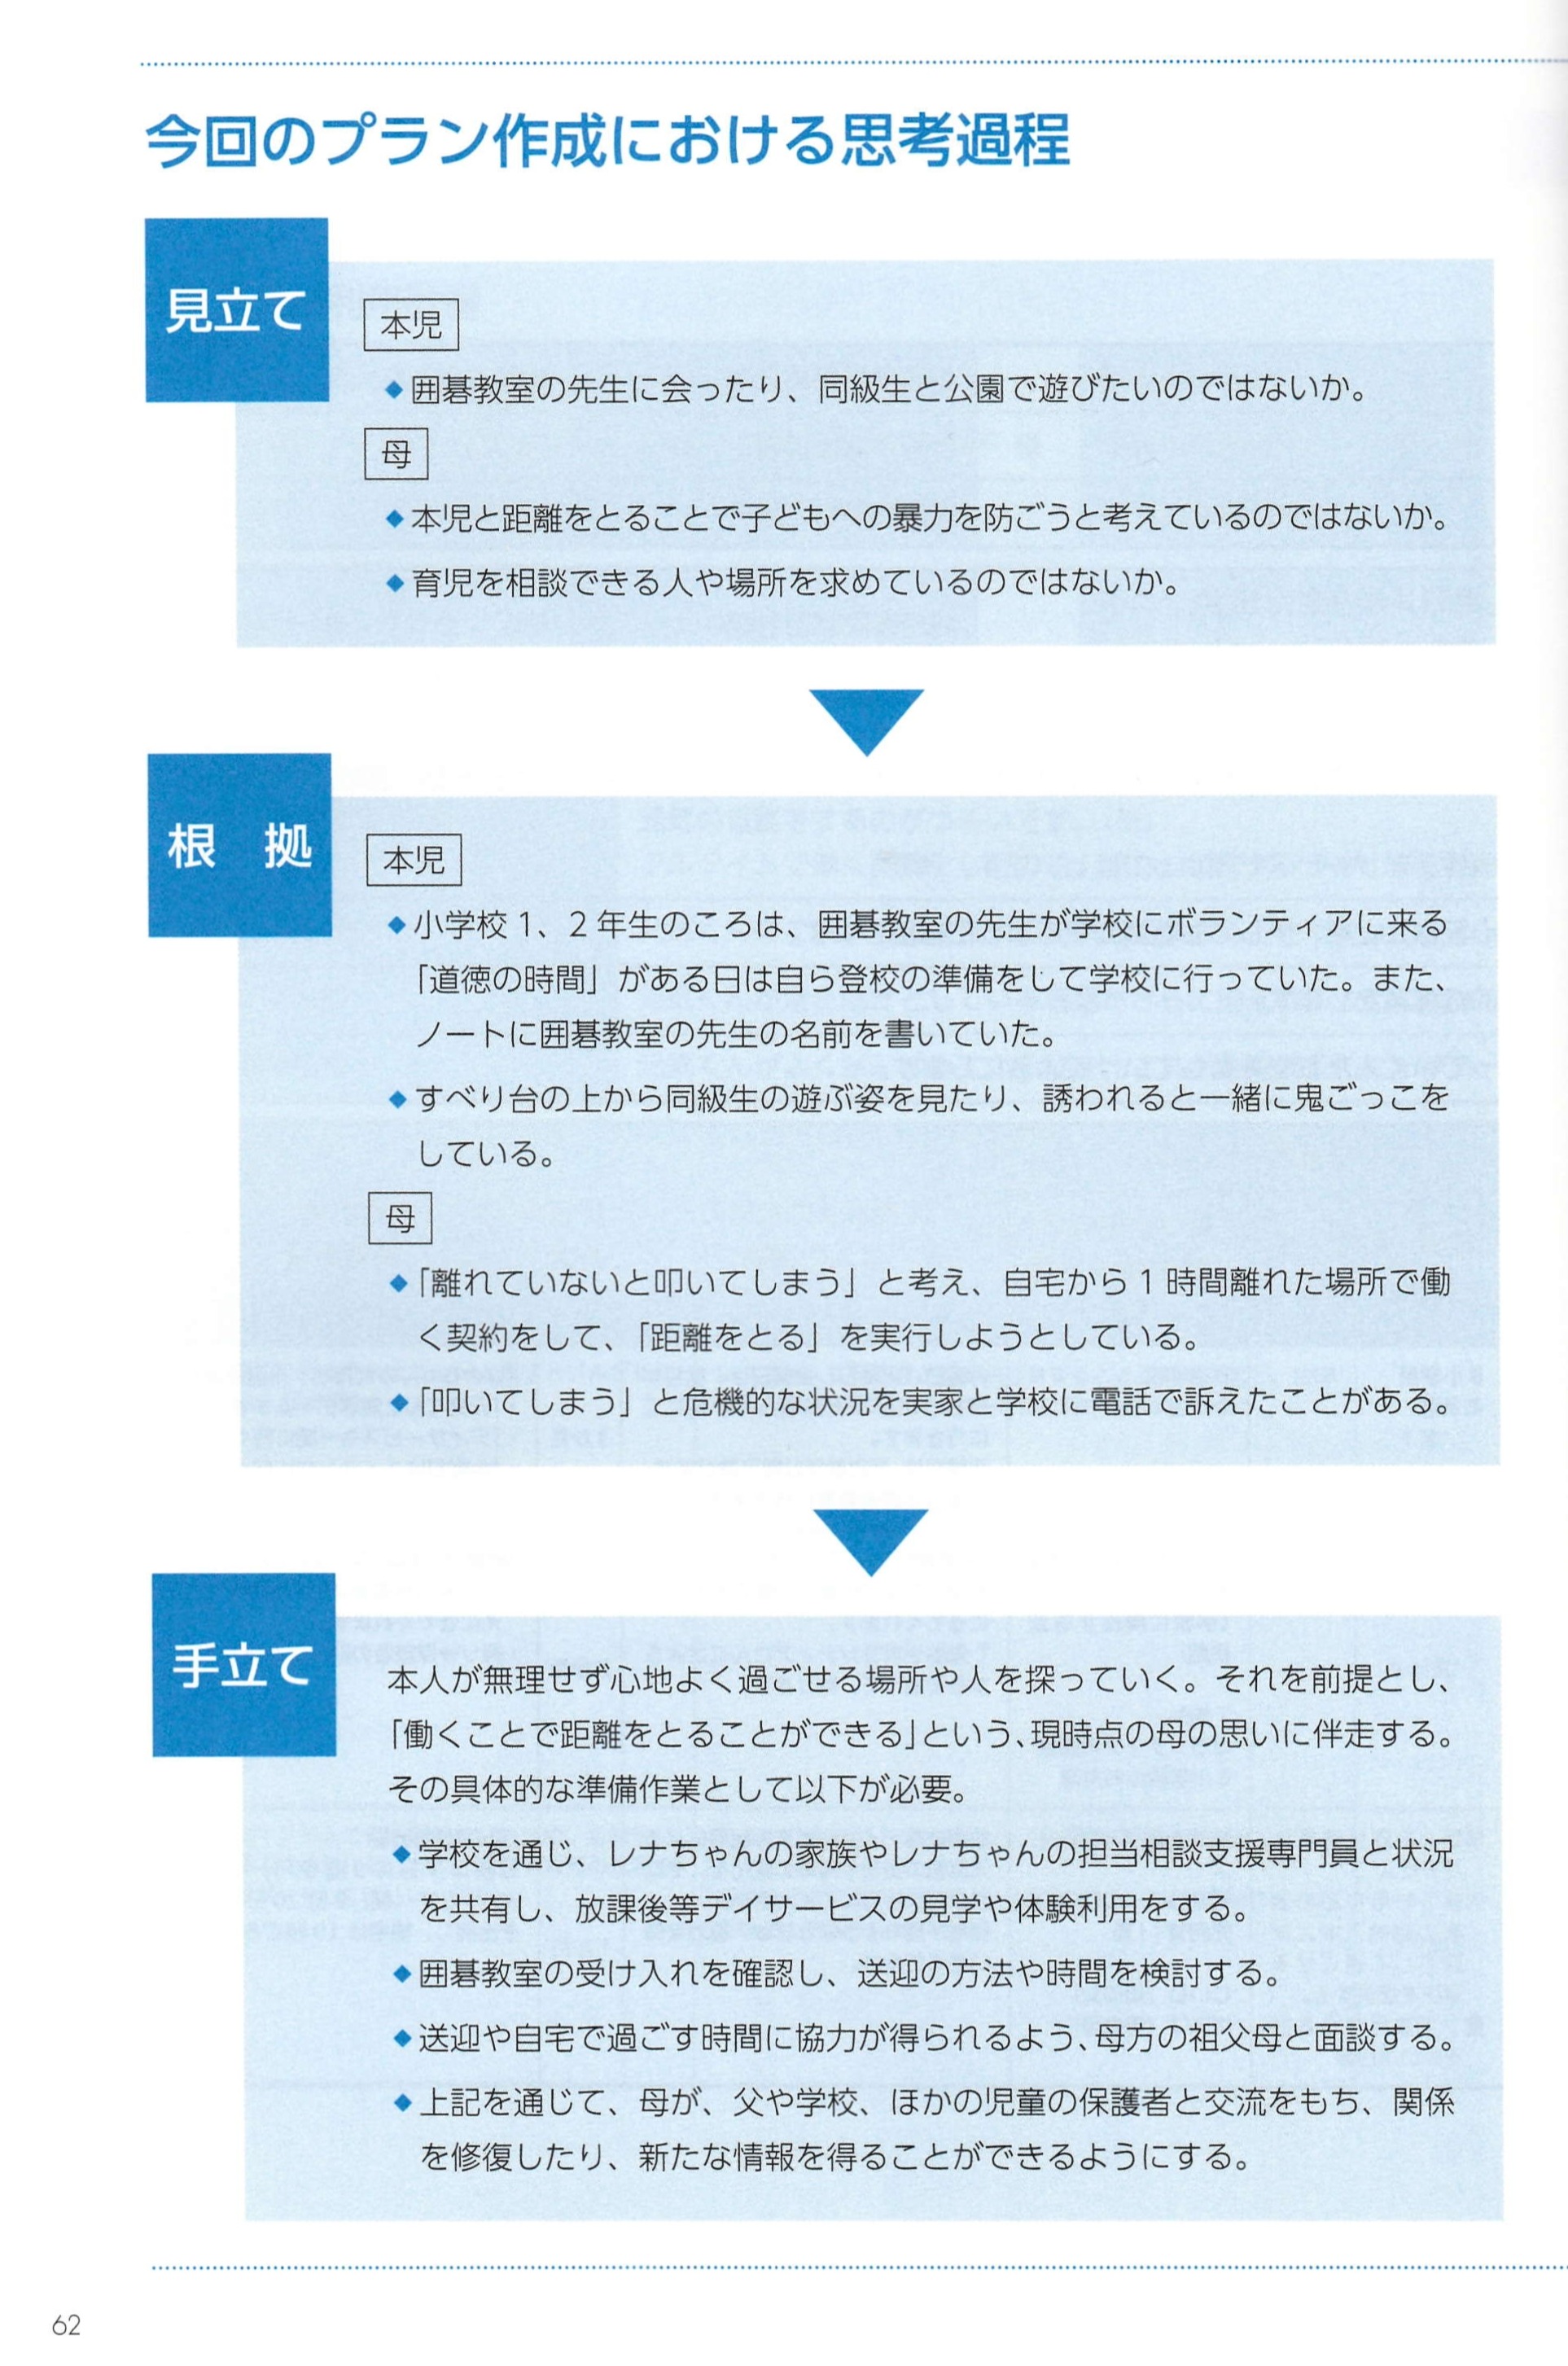 今回のプラン作成における思考過程
見立て
本児
◆囲碁教室の先生に会ったり、同級生と公園で遊びたいのではないか。
母
◆本児と距離をとることで子どもへの暴力を防ごうと考えているのではないか。
◆育児を相談できる人や場所を求めているのではないか。
根　拠
本児
◆小学校1、2年生のころは、囲碁教室の先生が学校にボランティアに来る
「道徳の時間」がある日は自ら登校の準備をして学校に行っていた。また、
ノートに囲碁教室の先生の名前を書いていた。
◆すべり台の上から同級生の遊ぶ姿を見たり、誘われると一緒に鬼ごっこを
している。
母
◆「離れていないと叩いてしまう」と考え、自宅から1時間離れた場所で働
く契約をして、「距離をとる」を実行しようとしている。
◆「叩いてしまう」と危機的な状況を実家と学校に電話で訴えたことがある。
手立て
本人が無理せず心地よく過ごせる場所や人を探っていく。それを前提とし、
「働くことで距離をとることができる」という、現時点の母の思いに伴走する。
その具体的な準備作業として以下が必要。
◆学校を通じ、レナちゃんの家族やレナちゃんの担当相談支援専門員と状況
を共有し、放課後等デイサービスの見学や体験利用をする。
◆囲碁教室の受け入れを確認し、送迎の方法や時間を検討する。
◆送迎や自宅で過ごす時間に協力が得られるよう、母方の祖父母と面談する。
◆上記を通じて、母が、父や学校、ほかの児童の保護者と交流をもち、関係
を修復したり、新たな情報を得ることができるようにする。
62